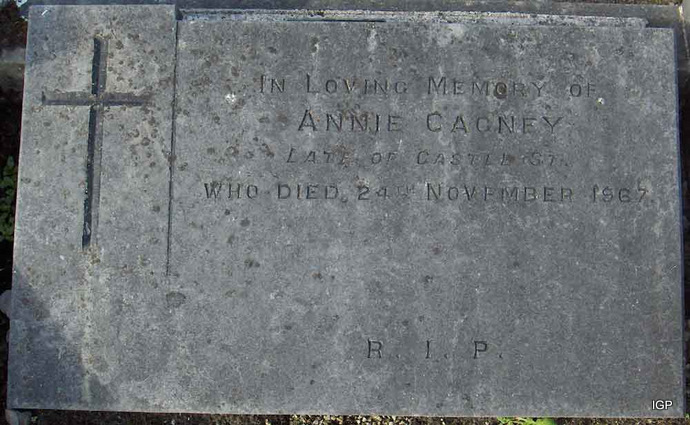 In Loving Memory of
ANNIE CAGNEY
Late of Castle St.
Who died 24th November 1967.
R. I. P.
IGP